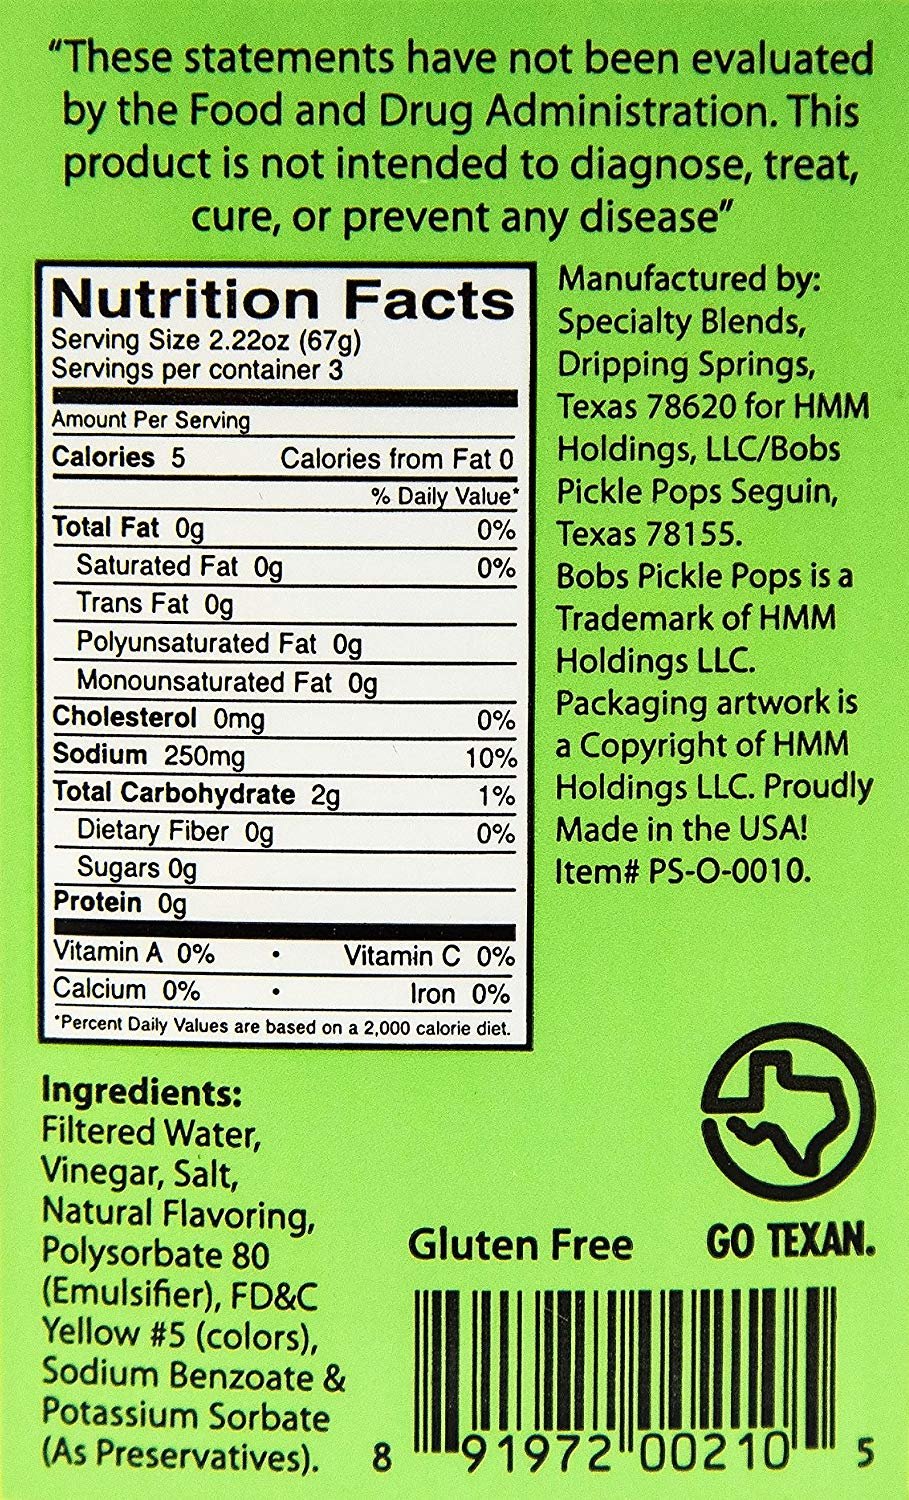 “These statements have not been evaluated
by the Food and Drug Administration. This
product is not intended to diagnose, treat,
cure, or prevent any disease”
Nutrition Facts
Serving Size 2.22oz (67g)
Servings per container 3
Amount Per Serving
Calories 5 Calories from Fat 0
% Daily Value*
Total Fat 0g 0%
Saturated Fat 0g 0%
Trans Fat 0g
Polyunsaturated Fat 0g
Monounsaturated Fat 0g
Cholesterol 0mg 0%
Sodium 250mg 10%
Total Carbohydrate 2g 1%
Dietary Fiber 0g 0%
Sugars 0g
Protein 0g
Vitamin A 0% • Vitamin C 0%
Calcium 0% • Iron 0%
*Percent Daily Values are based on a 2,000 calorie diet.
Manufactured by:
Specialty Blends,
Dripping Springs,
Texas 78620 for HMM
Holdings, LLC/Bobs
Pickle Pops Seguin,
Texas 78155.
Bobs Pickle Pops is a
Trademark of HMM
Holdings LLC.
Packaging artwork is
a Copyright of HMM
Holdings LLC. Proudly
Made in the USA!
Item# PS-O-0010.
Ingredients:
Filtered Water,
Vinegar, Salt,
Natural Flavoring,
Polysorbate 80
(Emulsifier), FD&C
Yellow #5 (colors),
Sodium Benzoate &
Potassium Sorbate
(As Preservatives).
Gluten Free
GO TEXAN.
8 91972 00210 5